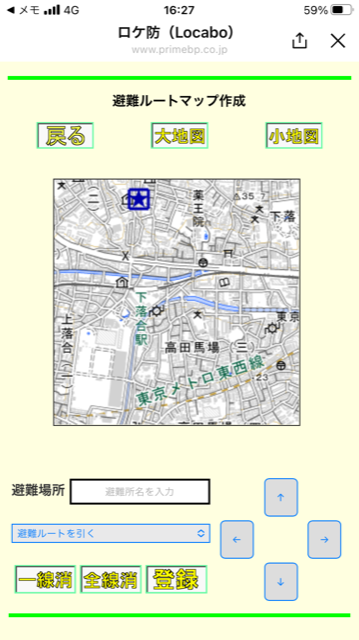 メモ 4G 16:27 59%
ロケ防（Locabo）
www.primebp.co.jp
避難ルートマップ作成
戻る 大地図 小地図
(二)
薬王院
35
下落
下落合駅
上落合(一)
高田馬場 三
東京
東京メトロ東西線
23
避難場所 避難所名を入力
避難ルートを引く
一線消 全線消 登録